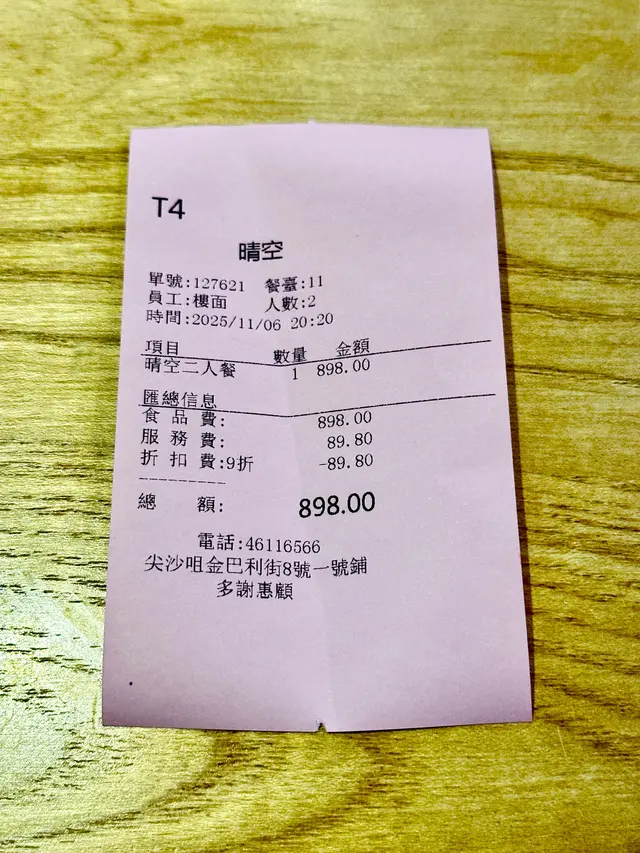 T4
晴空
單號:127621 餐臺:11
員工:樓面 人數:2
時間:2025/11/06 20:20
項目 數量 金額
晴空二人餐 1 898.00
匯總信息
食品費: 898.00
服務費: 89.80
折扣費:9折 -89.80
----------
總額: 898.00
電話:46116566
尖沙咀金巴利街8號一號鋪
多謝惠顧